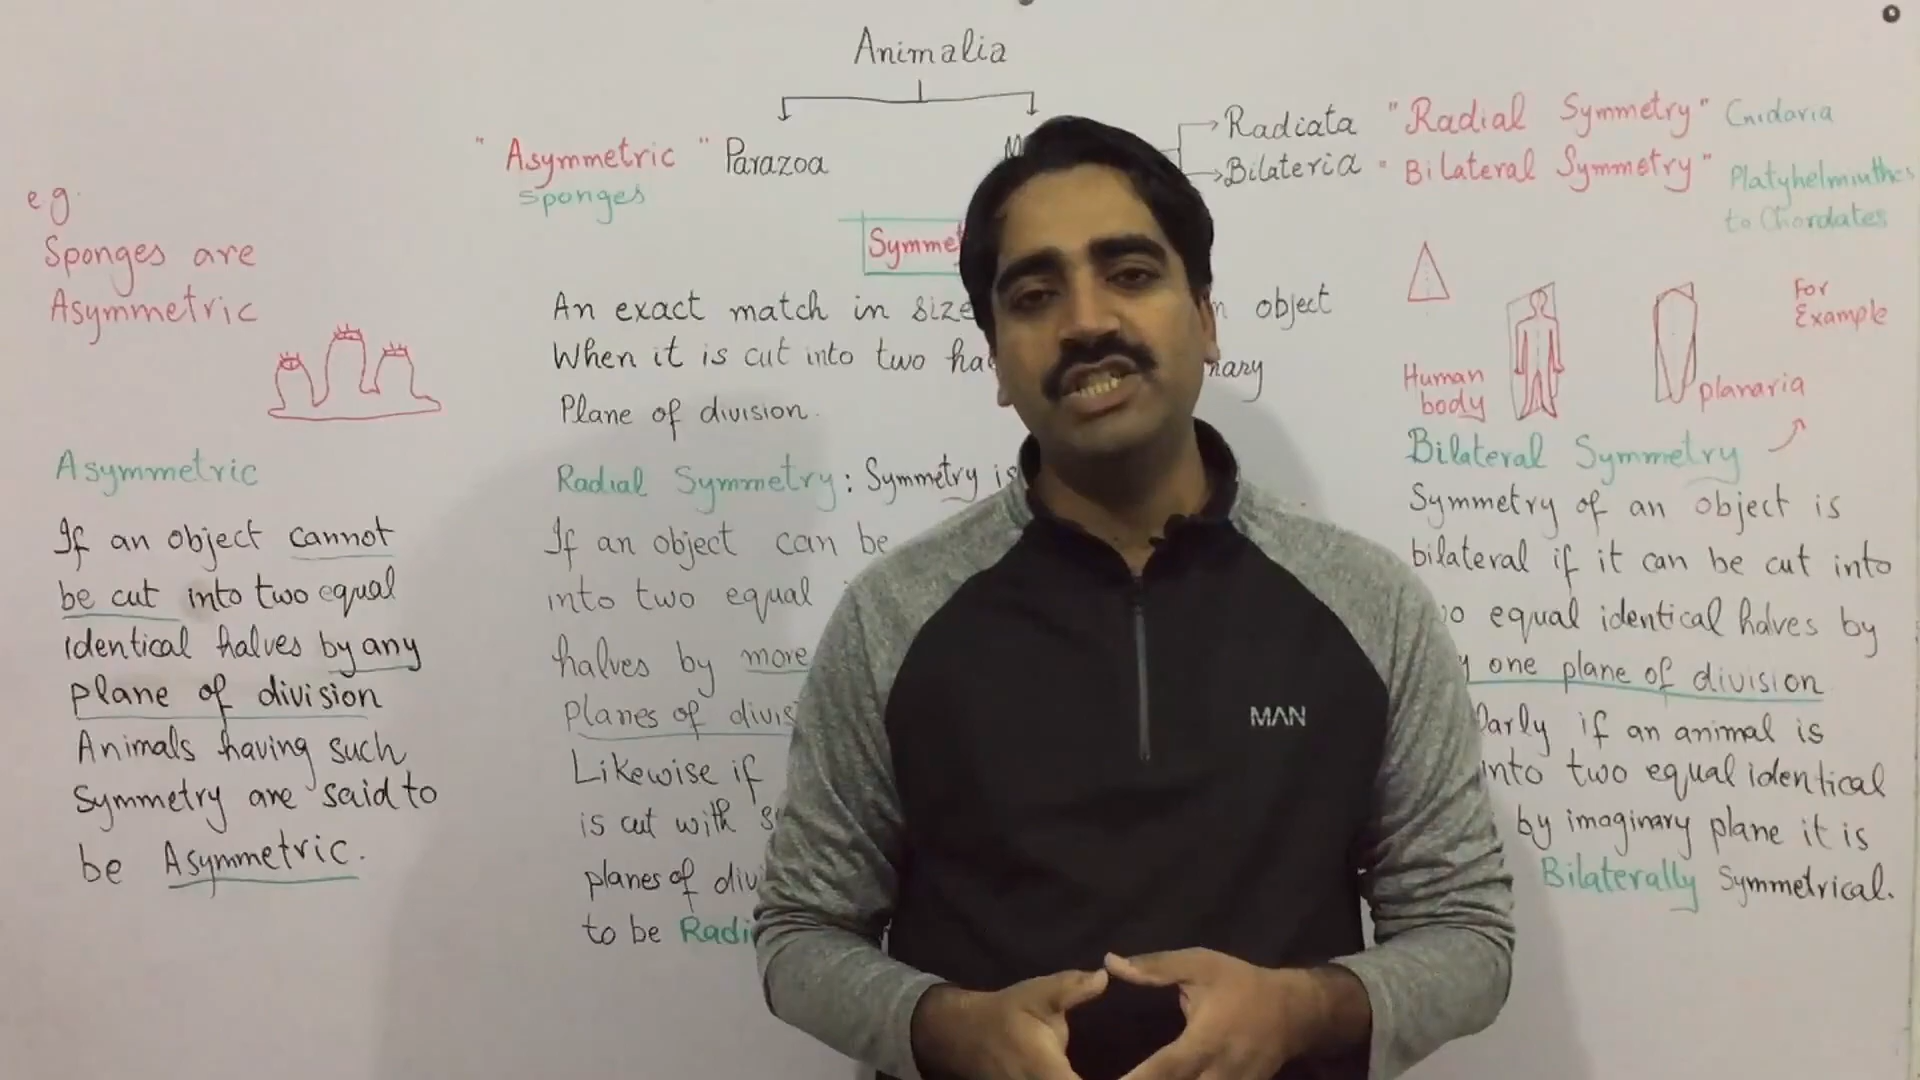 Animalia
" Asymmetric " Parazoa
sponges
Radiata "Radial Symmetry" Cnidaria
Bilateria "Bilateral Symmetry"
Platyhelminthes
to Chordates
e.g.
Sponges are
Asymmetric
Asymmetric
If an object cannot
be cut into two equal
identical halves by any
plane of division
Animals having such
Symmetry are said to
be Asymmetric.
An exact match in size object
When it is cut into two
Plane of division.
Radial Symmetry: Symmetry is
If an object can be
into two equal
halves by more
planes of
Likewise if
is cut with
planes of
to be
For
Example
Human
body
planaria
Bilateral Symmetry
Symmetry of an object is
bilateral if it can be cut into
equal identical halves by
one plane of division
if an animal is
into two equal identical
by imaginary plane it is
Bilaterally Symmetrical.
MAN